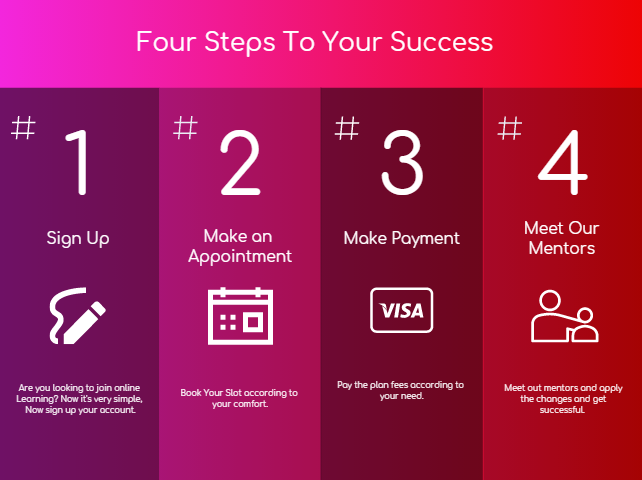 Four Steps To Your Success
#
1
Sign Up
Are you looking to join online
Learning? Now it's very simple,
Now sign up your account.
#
2
Make an
Appointment
Book Your Slot according to
your comfort.
#
3
Make Payment
VISA
Pay the plan fees according to
your need.
#
4
Meet Our
Mentors
Meet out mentors and apply
the changes and get
successful.